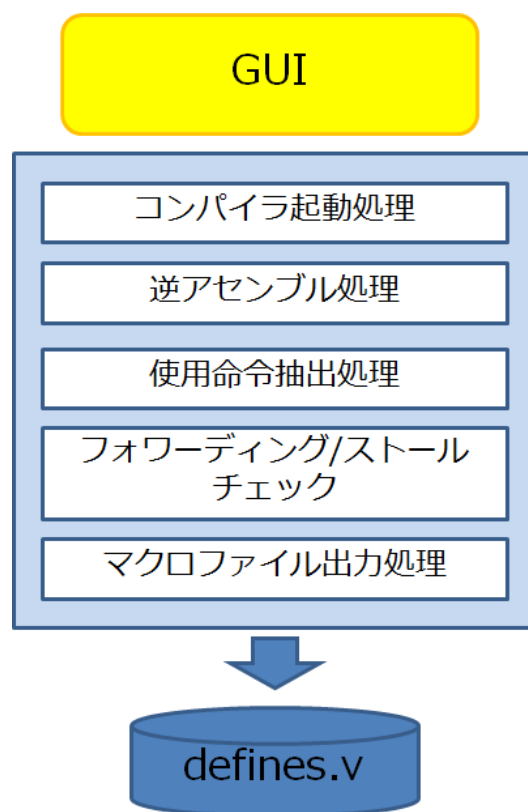 GUI
コンパイラ起動処理
逆アセンブル処理
使用命令抽出処理
フォワーディング/ストール
チェック
マクロファイル出力処理
defines.v